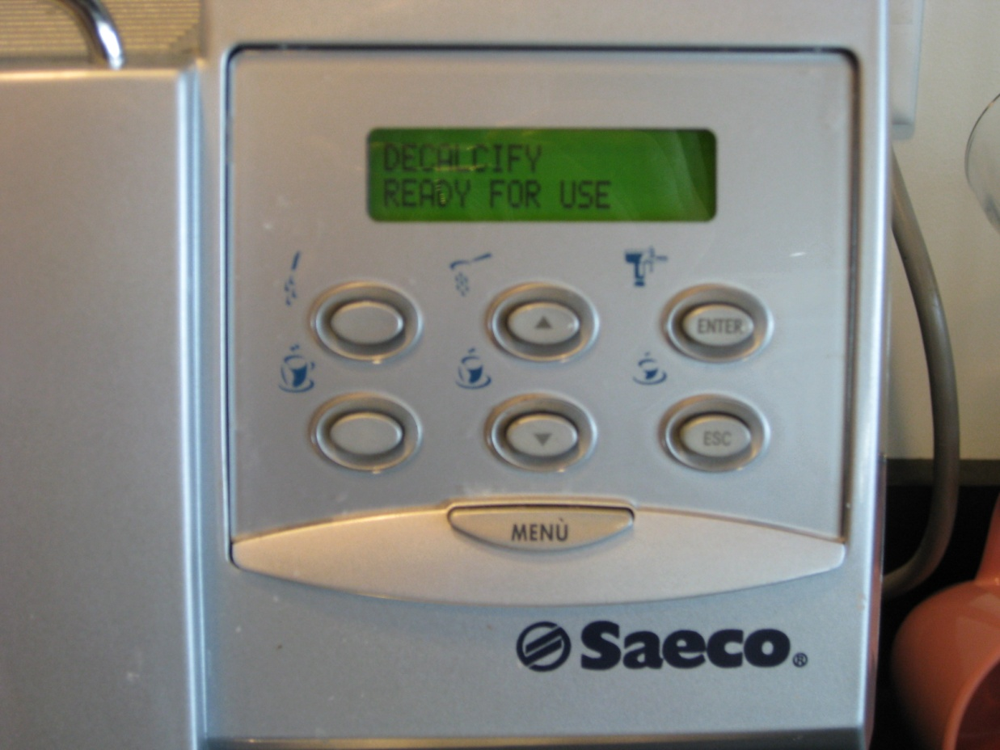 DECALCIFY
READY FOR USE
ENTER
ESC
MENÙ
Saeco®